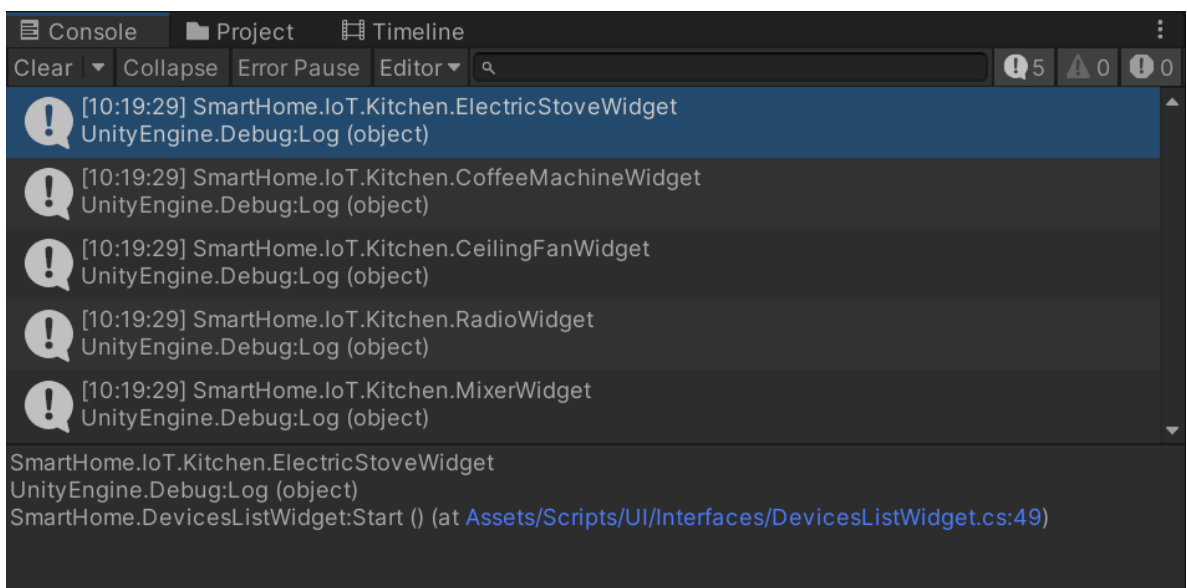 Console Project Timeline
Clear Collapse Error Pause Editor 5 0 0
[10:19:29] SmartHome.IoT.Kitchen.ElectricStoveWidget
UnityEngine.Debug:Log (object)
[10:19:29] SmartHome.IoT.Kitchen.CoffeeMachineWidget
UnityEngine.Debug:Log (object)
[10:19:29] SmartHome.IoT.Kitchen.CeilingFanWidget
UnityEngine.Debug:Log (object)
[10:19:29] SmartHome.IoT.Kitchen.RadioWidget
UnityEngine.Debug:Log (object)
[10:19:29] SmartHome.IoT.Kitchen.MixerWidget
UnityEngine.Debug:Log (object)
SmartHome.IoT.Kitchen.ElectricStoveWidget
UnityEngine.Debug:Log (object)
SmartHome.DevicesListWidget:Start () (at Assets/Scripts/UI/Interfaces/DevicesListWidget.cs:49)